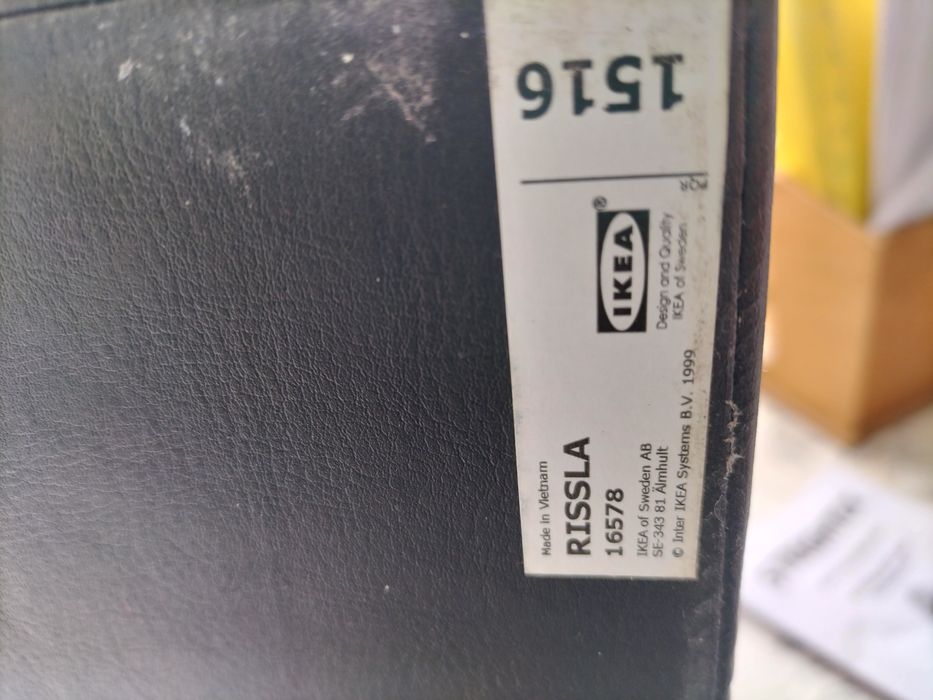 Made in Vietnam
RISSLA
16578
IKEA of Sweden AB
SE-343 81 Älmhult
© Inter IKEA Systems B.V. 1999
IKEA®
Design and Quality
IKEA of Sweden
1516